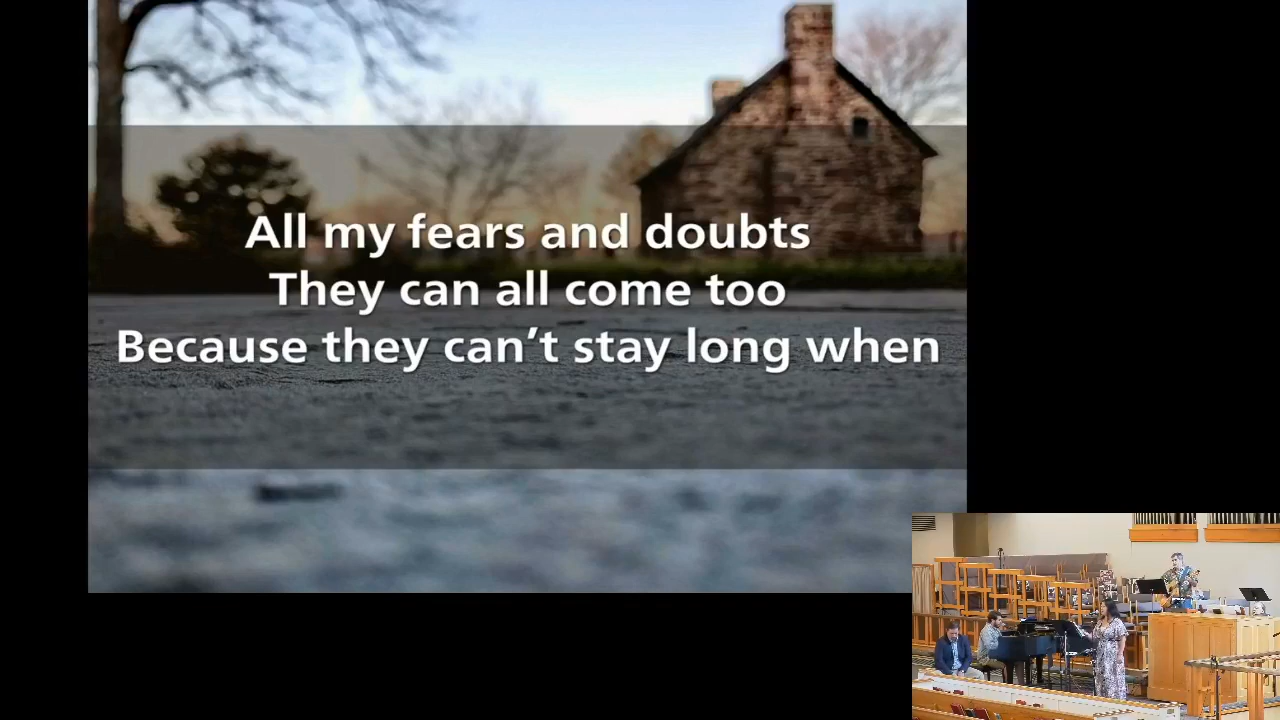 All my fears and doubts
They can all come too
Because they can’t stay long when